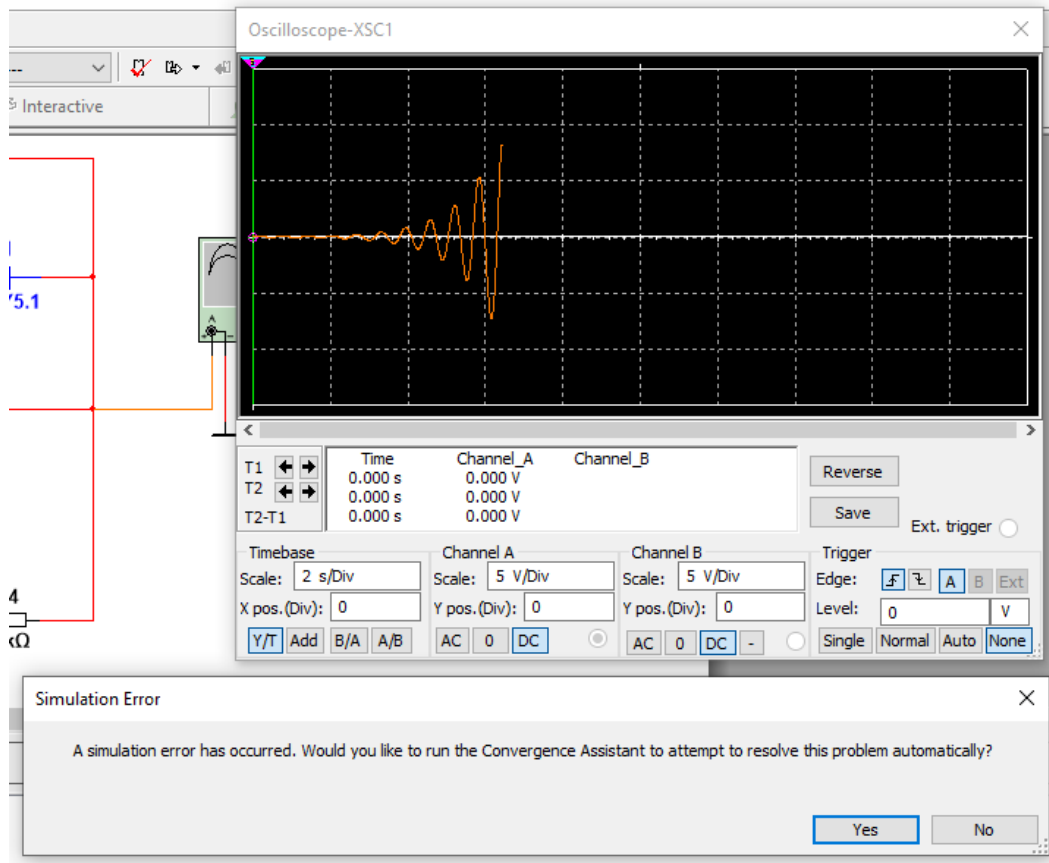 Oscilloscope-XSC1
Interactive
75.1
A
4
kΩ
T1
T2
T2-T1
Time Channel_A Channel_B
0.000 s 0.000 V
0.000 s 0.000 V
0.000 s 0.000 V
Reverse
Save
Ext. trigger
Timebase
Scale: 2 s/Div
X pos.(Div): 0
Y/T Add B/A A/B
Channel A
Scale: 5 V/Div
Y pos.(Div): 0
AC 0 DC
Channel B
Scale: 5 V/Div
Y pos.(Div): 0
AC 0 DC -
Trigger
Edge: A B Ext
Level: 0 V
Single Normal Auto None
Simulation Error
A simulation error has occurred. Would you like to run the Convergence Assistant to attempt to resolve this problem automatically?
Yes No